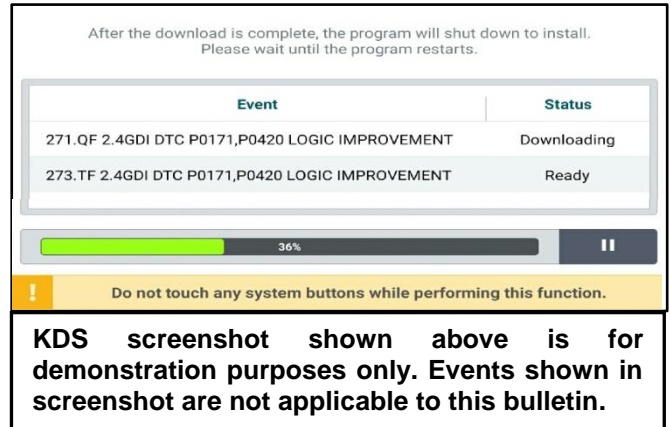 After the download is complete, the program will shut down to install.
Please wait until the program restarts.
Event Status
271.QF 2.4GDI DTC P0171,P0420 LOGIC IMPROVEMENT Downloading
273.TF 2.4GDI DTC P0171,P0420 LOGIC IMPROVEMENT Ready
36%
! Do not touch any system buttons while performing this function.
KDS screenshot shown above is for
demonstration purposes only. Events shown in
screenshot are not applicable to this bulletin.